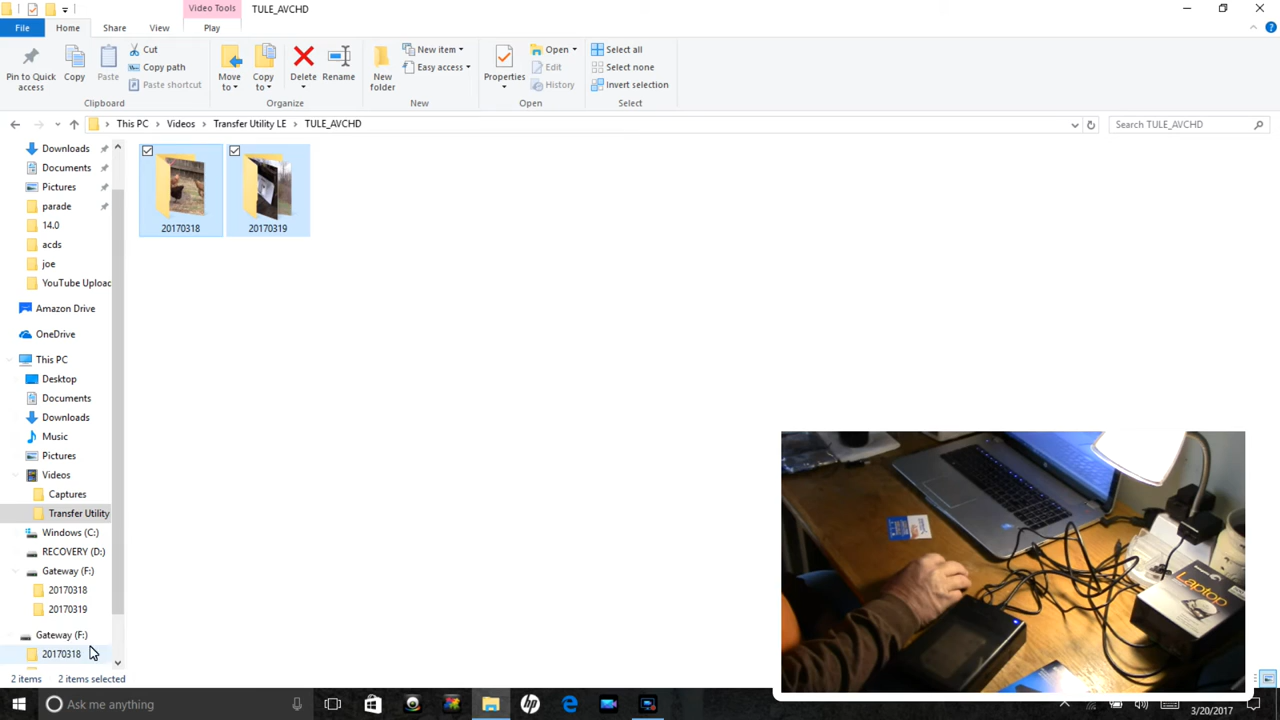 Video Tools
TULE_AVCHD
File
Home
Share
View
Play
Pin to Quick access
Copy
Paste
Cut
Copy path
Paste shortcut
Clipboard
Move to
Copy to
Delete
Rename
Organize
New folder
New item
Easy access
New
Properties
Open
Edit
History
Open
Select all
Select none
Invert selection
Select
This PC
Videos
Transfer Utility LE
TULE_AVCHD
Search TULE_AVCHD
Downloads
Documents
Pictures
parade
14.0
acds
joe
YouTube Uploac
Amazon Drive
OneDrive
This PC
Desktop
Documents
Downloads
Music
Pictures
Videos
Captures
Transfer Utility
Windows (C:)
RECOVERY (D:)
Gateway (F:)
20170318
20170319
Gateway (F:)
20170318
20170318
20170319
Laptop
2 items
2 items selected
Ask me anything
hp
3/20/2017